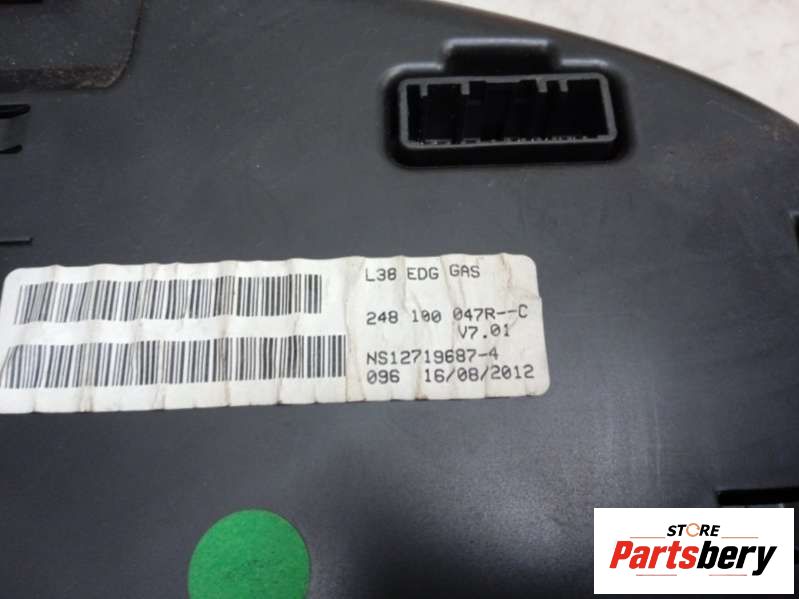 L38 EDG GAS
248 100 047R--C
V7.01
NS12719687-4
096 16/08/2012
STORE
Partsbery